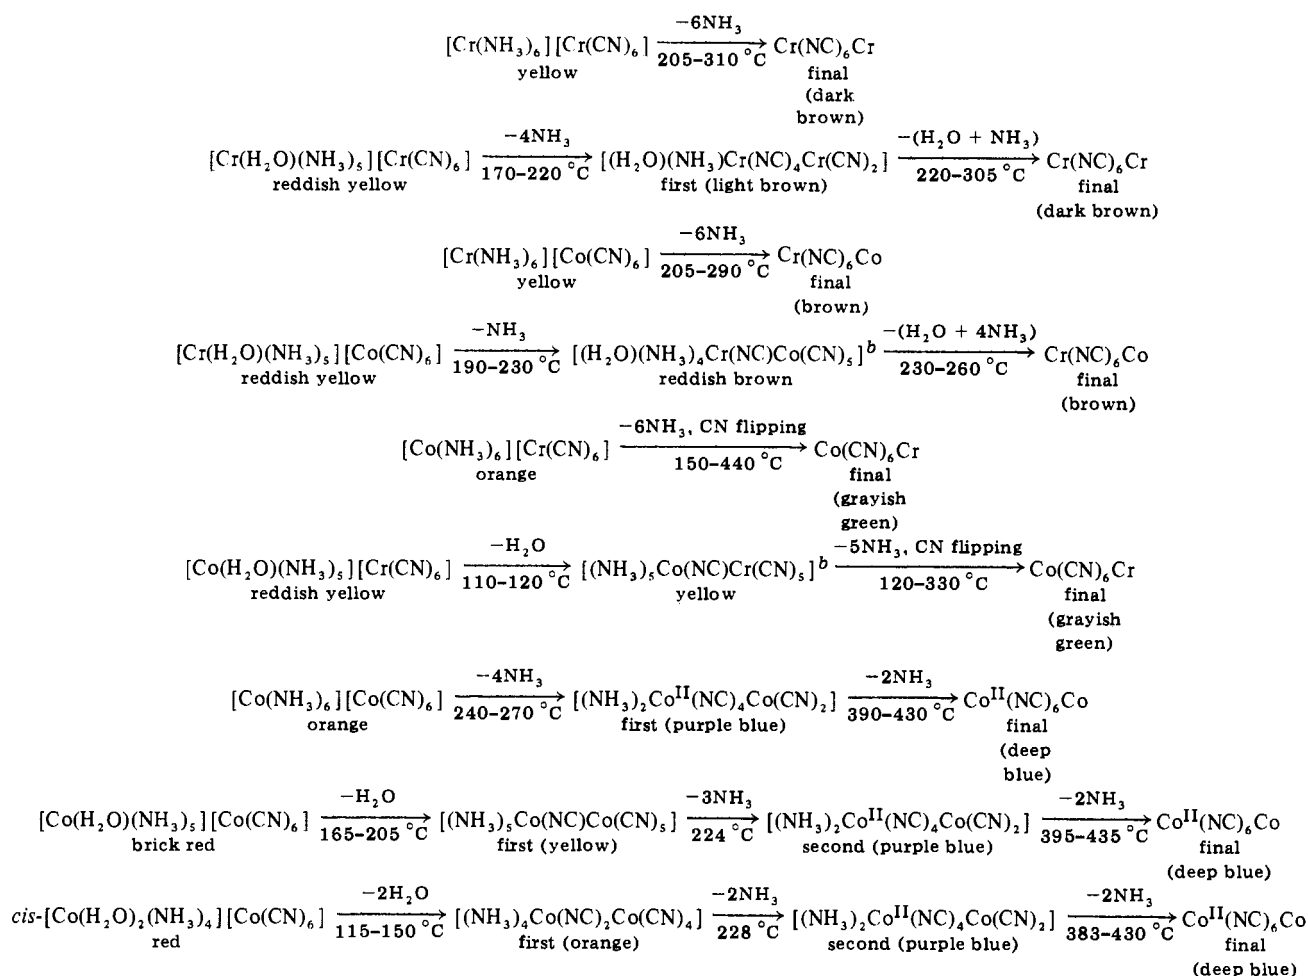 −6NH₃
[Cr(NH₃)₆][Cr(CN)₆] → Cr(NC)₆Cr
205–310 °C
yellow
final
(dark
brown)
−4NH₃ −(H₂O + NH₃)
[Cr(H₂O)(NH₃)₅][Cr(CN)₆] → [(H₂O)(NH₃)Cr(NC)₄Cr(CN)₂] → Cr(NC)₆Cr
170–220 °C 220–305 °C
reddish yellow first (light brown) final
(dark brown)
−6NH₃
[Cr(NH₃)₆][Co(CN)₆] → Cr(NC)₆Co
205–290 °C
yellow final
(brown)
−NH₃ −(H₂O + 4NH₃)
[Cr(H₂O)(NH₃)₅][Co(CN)₆] → [(H₂O)(NH₃)₄Cr(NC)Co(CN)₅]ᵇ → Cr(NC)₆Co
190–230 °C 230–260 °C
reddish yellow reddish brown final
(brown)
−6NH₃, CN flipping
[Co(NH₃)₆][Cr(CN)₆] → Co(CN)₆Cr
150–440 °C
orange final
(grayish
green)
−H₂O −5NH₃, CN flipping
[Co(H₂O)(NH₃)₅][Cr(CN)₆] → [(NH₃)₅Co(NC)Cr(CN)₅]ᵇ → Co(CN)₆Cr
110–120 °C 120–330 °C
reddish yellow yellow final
(grayish
green)
−4NH₃ −2NH₃
[Co(NH₃)₆][Co(CN)₆] → [(NH₃)₂Coᴵᴵ(NC)₄Co(CN)₂] → Coᴵᴵ(NC)₆Co
240–270 °C 390–430 °C
orange first (purple blue) final
(deep
blue)
−H₂O −3NH₃ −2NH₃
[Co(H₂O)(NH₃)₅][Co(CN)₆] → [(NH₃)₅Co(NC)Co(CN)₅] → [(NH₃)₂Coᴵᴵ(NC)₄Co(CN)₂] → Coᴵᴵ(NC)₆Co
165–205 °C 224 °C 395–435 °C
brick red first (yellow) second (purple blue) final
(deep blue)
−2H₂O −2NH₃ −2NH₃
cis-[Co(H₂O)₂(NH₃)₄][Co(CN)₆] → [(NH₃)₄Co(NC)₂Co(CN)₄] → [(NH₃)₂Coᴵᴵ(NC)₄Co(CN)₂] → Coᴵᴵ(NC)₆Co
115–150 °C 228 °C 383–430 °C
red first (orange) second (purple blue) final
(deep blue)